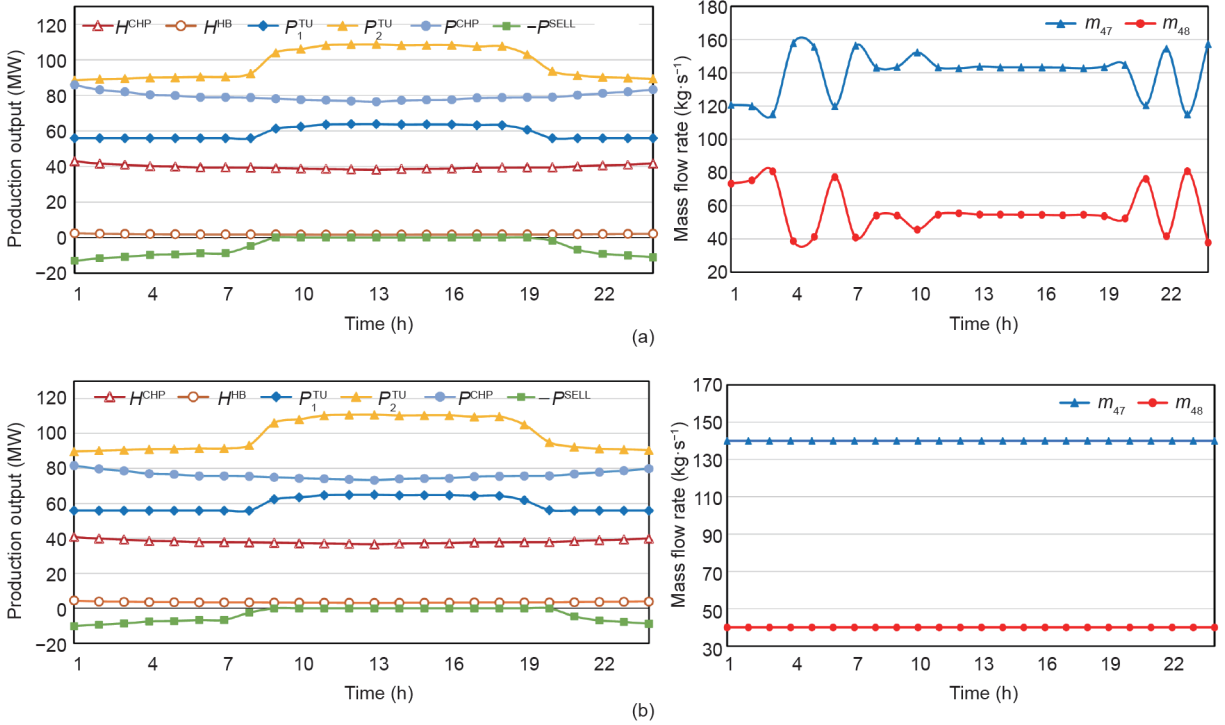 Production output (MW)
H^CHP H^HB P_1^TU P_2^TU P^CHP −P^SELL
120
100
80
60
40
20
0
−20
1 4 7 10 13 16 19 22
Time (h)
Mass flow rate (kg·s⁻¹)
m₄₇ m₄₈
180
160
140
120
100
80
60
40
20
1 4 7 10 13 16 19 22
Time (h)
(a)
Production output (MW)
H^CHP H^HB P_1^TU P_2^TU P^CHP −P^SELL
120
100
80
60
40
20
0
−20
1 4 7 10 13 16 19 22
Time (h)
Mass flow rate (kg·s⁻¹)
m₄₇ m₄₈
170
150
130
110
90
70
50
30
1 4 7 10 13 16 19 22
Time (h)
(b)